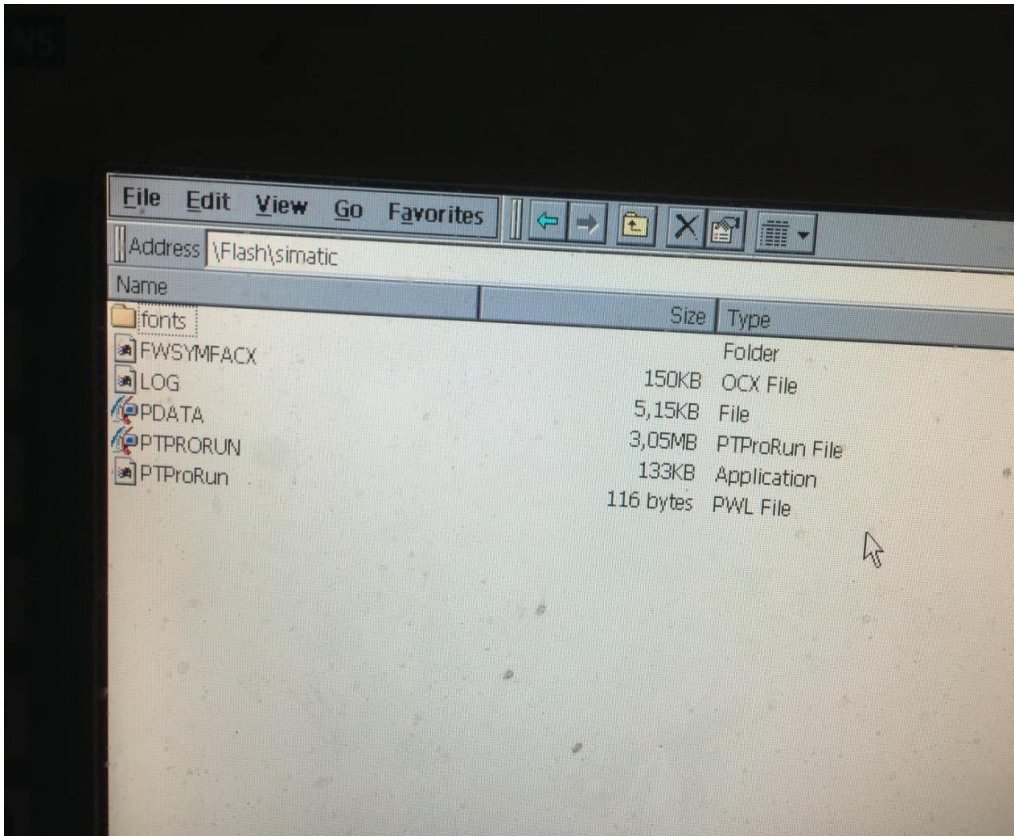 NS
File Edit View Go Favorites
Address \Flash\simatic
Name Size Type
fonts Folder
FWSYMFACX 150KB OCX File
LOG 5,15KB File
PDATA 3,05MB PTProRun File
PTPRORUN 133KB Application
PTProRun 116 bytes PWL File